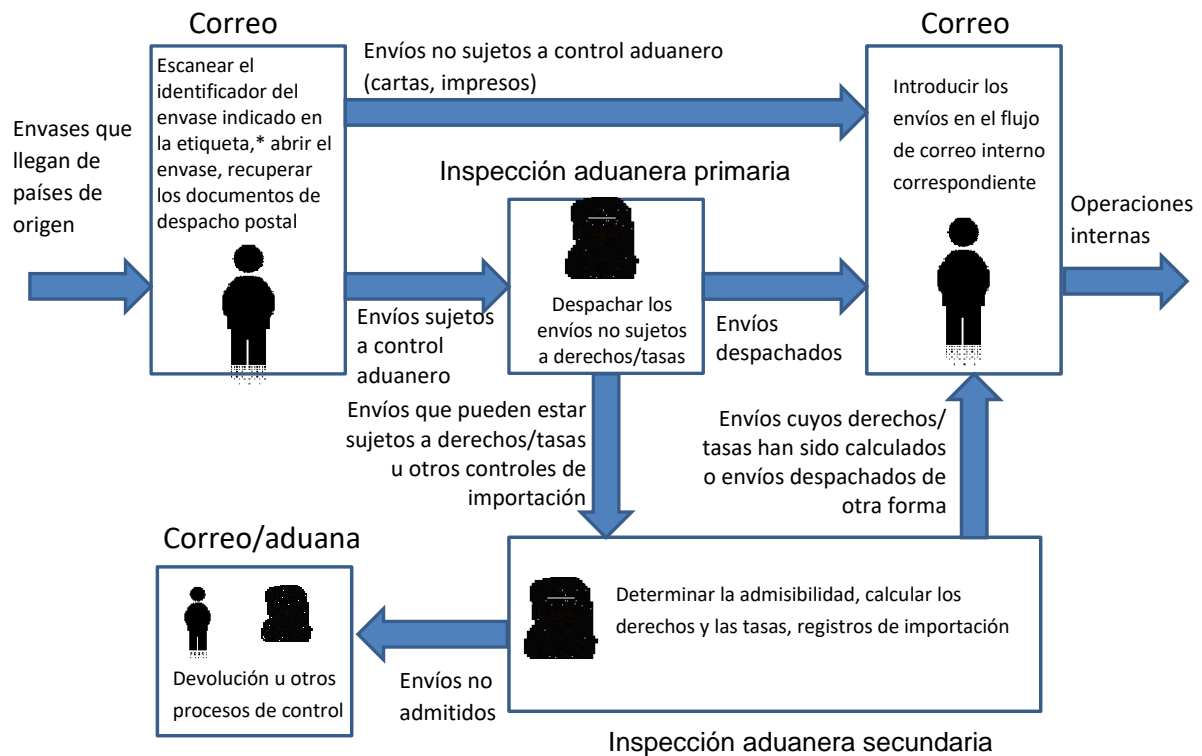 Correo
Escanear el
identificador del
envase indicado en
la etiqueta,* abrir el
envase, recuperar
los documentos de
despacho postal
Envases que
llegan de
países de
origen
Envíos no sujetos a control aduanero
(cartas, impresos)
Correo
Introducir los
envíos en el flujo
de correo interno
correspondiente
Operaciones
internas
Inspección aduanera primaria
Despachar los
envíos no sujetos
a derechos/tasas
Envíos sujetos
a control
aduanero
Envíos
despachados
Envíos que pueden estar
sujetos a derechos/tasas
u otros controles de
importación
Envíos cuyos derechos/
tasas han sido calculados
o envíos despachados de
otra forma
Correo/aduana
Devolución u otros
procesos de control
Envíos no
admitidos
Determinar la admisibilidad, calcular los
derechos y las tasas, registros de importación
Inspección aduanera secundaria